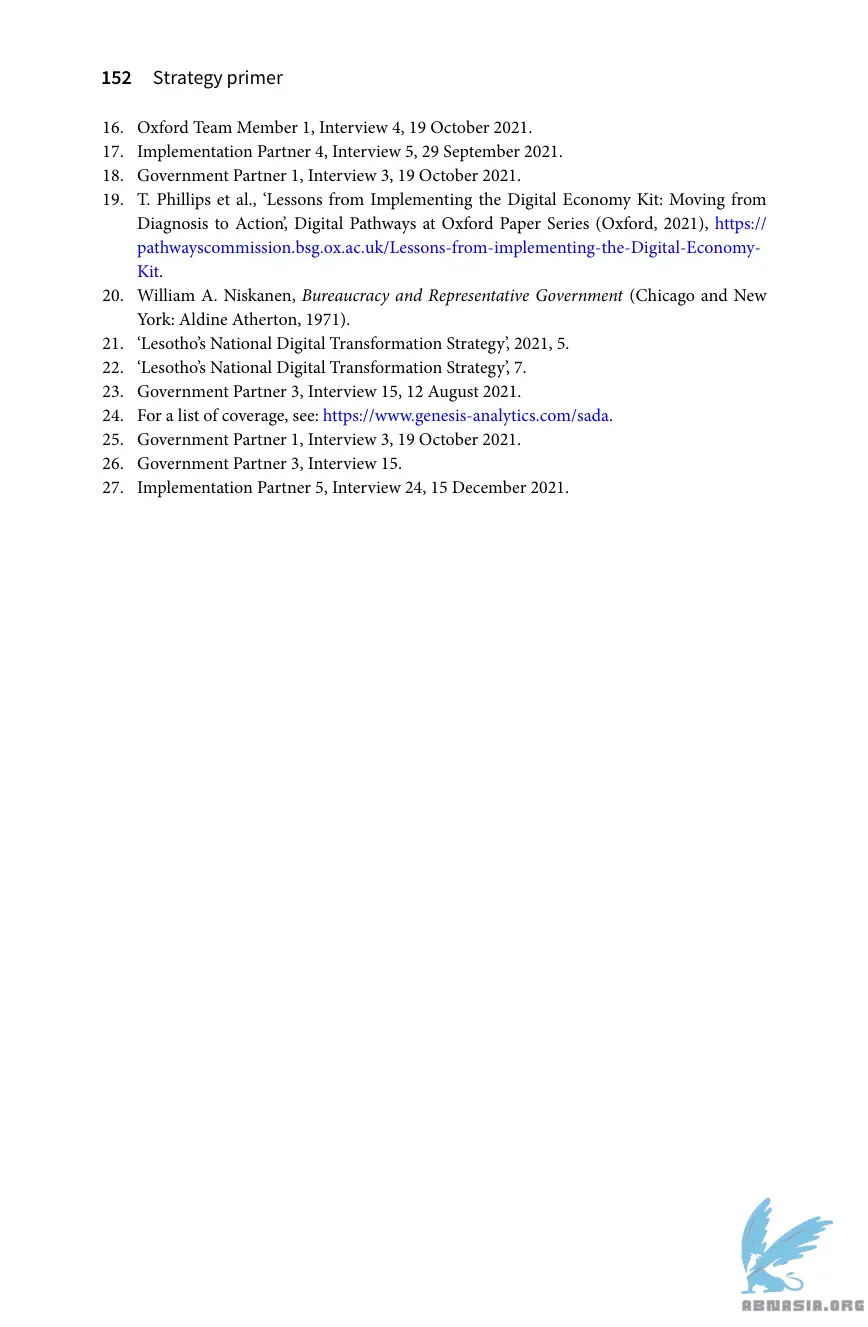 152 Strategy primer
16. Oxford Team Member 1, Interview 4, 19 October 2021.
17. Implementation Partner 4, Interview 5, 29 September 2021.
18. Government Partner 1, Interview 3, 19 October 2021.
19. T. Phillips et al., ‘Lessons from Implementing the Digital Economy Kit: Moving from
Diagnosis to Action’, Digital Pathways at Oxford Paper Series (Oxford, 2021), https://
pathwayscommission.bsg.ox.ac.uk/Lessons-from-implementing-the-Digital-Economy-
Kit.
20. William A. Niskanen, Bureaucracy and Representative Government (Chicago and New
York: Aldine Atherton, 1971).
21. ‘Lesotho’s National Digital Transformation Strategy’, 2021, 5.
22. ‘Lesotho’s National Digital Transformation Strategy’, 7.
23. Government Partner 3, Interview 15, 12 August 2021.
24. For a list of coverage, see: https://www.genesis-analytics.com/sada.
25. Government Partner 1, Interview 3, 19 October 2021.
26. Government Partner 3, Interview 15.
27. Implementation Partner 5, Interview 24, 15 December 2021.
ABNASIA.ORG